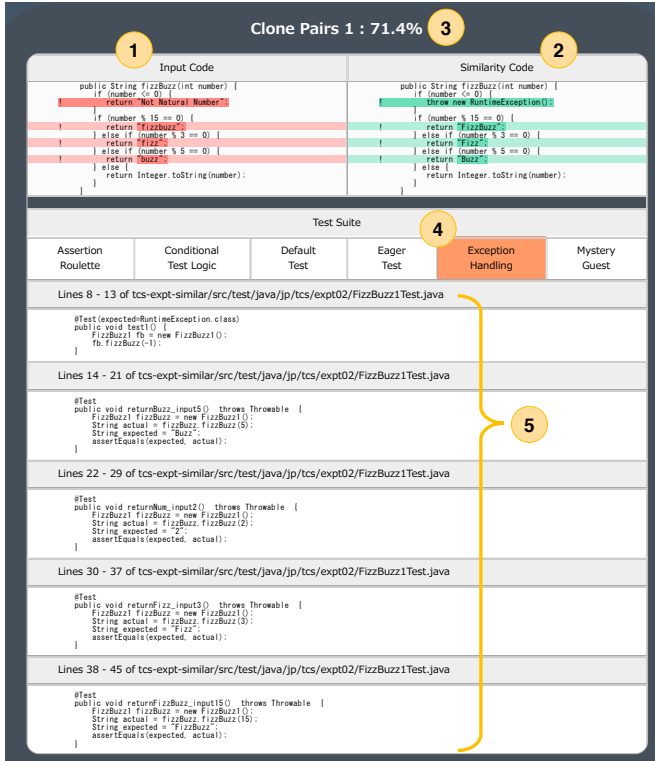 Clone Pairs 1 : 71.4%
3
1
2
Input Code
Similarity Code
public String fizzBuzz(int number) {
if (number <= 0) {
! return "Not Natural Number";
}
if (number % 15 == 0) {
! return "fizzbuzz";
} else if (number % 3 == 0) {
! return "fizz";
} else if (number % 5 == 0) {
! return "buzz";
} else {
return Integer.toString(number);
}
}
public String fizzBuzz(int number) {
if (number <= 0) {
! throw new RuntimeException();
}
if (number % 15 == 0) {
! return "FizzBuzz";
} else if (number % 3 == 0) {
! return "Fizz";
} else if (number % 5 == 0) {
! return "Buzz";
} else {
return Integer.toString(number);
}
}
Test Suite
4
Assertion
Roulette
Conditional
Test Logic
Default
Test
Eager
Test
Exception
Handling
Mystery
Guest
Lines 8 - 13 of tcs-expt-similar/src/test/java/jp/tcs/expt02/FizzBuzz1Test.java
@Test(expected=RuntimeException.class)
public void test1() {
FizzBuzz1 fb = new FizzBuzz1();
fb.fizzBuzz(-1);
}
Lines 14 - 21 of tcs-expt-similar/src/test/java/jp/tcs/expt02/FizzBuzz1Test.java
@Test
public void returnBuzz_input5() throws Throwable {
FizzBuzz1 fizzBuzz = new FizzBuzz1();
String actual = fizzBuzz.fizzBuzz(5);
String expected = "Buzz";
assertEquals(expected, actual);
}
5
Lines 22 - 29 of tcs-expt-similar/src/test/java/jp/tcs/expt02/FizzBuzz1Test.java
@Test
public void returnNum_input2() throws Throwable {
FizzBuzz1 fizzBuzz = new FizzBuzz1();
String actual = fizzBuzz.fizzBuzz(2);
String expected = "2";
assertEquals(expected, actual);
}
Lines 30 - 37 of tcs-expt-similar/src/test/java/jp/tcs/expt02/FizzBuzz1Test.java
@Test
public void returnFizz_input3() throws Throwable {
FizzBuzz1 fizzBuzz = new FizzBuzz1();
String actual = fizzBuzz.fizzBuzz(3);
String expected = "Fizz";
assertEquals(expected, actual);
}
Lines 38 - 45 of tcs-expt-similar/src/test/java/jp/tcs/expt02/FizzBuzz1Test.java
@Test
public void returnFizzBuzz_input15() throws Throwable {
FizzBuzz1 fizzBuzz = new FizzBuzz1();
String actual = fizzBuzz.fizzBuzz(15);
String expected = "FizzBuzz";
assertEquals(expected, actual);
}